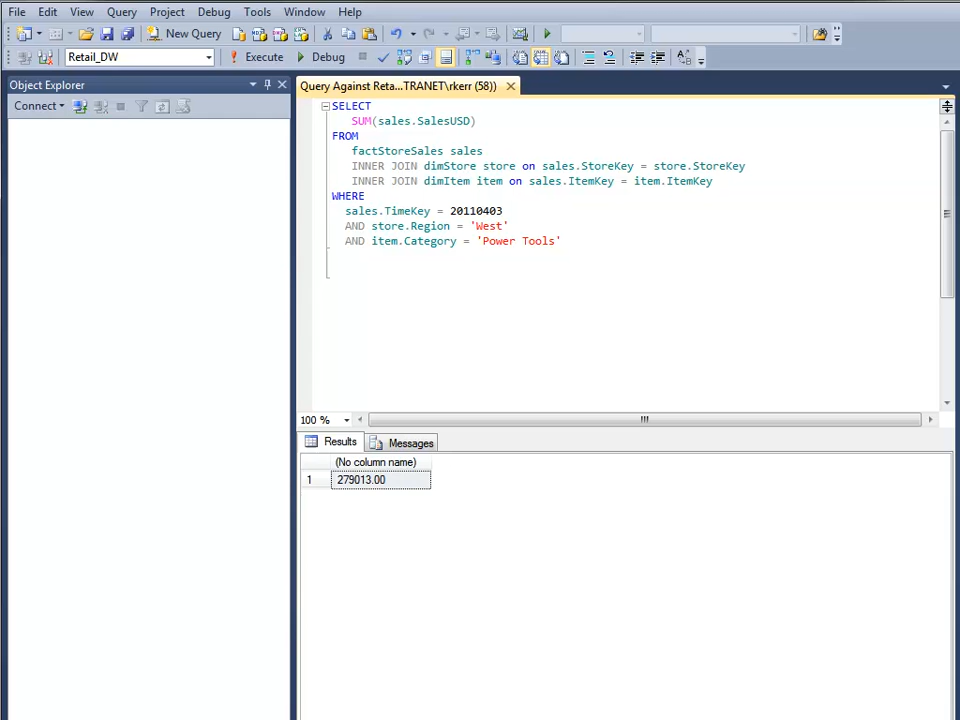 File Edit View Query Project Debug Tools Window Help
New Query
Retail_DW Execute Debug
Object Explorer
Connect
Query Against Reta...TRANET\rkerr (58))
SELECT
SUM(sales.SalesUSD)
FROM
factStoreSales sales
INNER JOIN dimStore store on sales.StoreKey = store.StoreKey
INNER JOIN dimItem item on sales.ItemKey = item.ItemKey
WHERE
sales.TimeKey = 20110403
AND store.Region = 'West'
AND item.Category = 'Power Tools'
100 %
Results Messages
(No column name)
1 279013.00